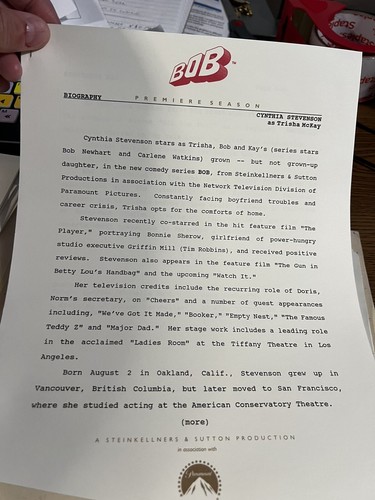 BOB™
BIOGRAPHY
PREMIERE SEASON
CYNTHIA STEVENSON
as Trisha McKay
Cynthia Stevenson stars as Trisha, Bob and Kay's (series stars
Bob Newhart and Carlene Watkins) grown -- but not grown-up
daughter, in the new comedy series BOB, from Steinkellners & Sutton
Productions in association with the Network Television Division of
Paramount Pictures. Constantly facing boyfriend troubles and
career crisis, Trisha opts for the comforts of home.
Stevenson recently co-starred in the hit feature film "The
Player," portraying Bonnie Sherow, girlfriend of power-hungry
studio executive Griffin Mill (Tim Robbins), and received positive
reviews. Stevenson also appears in the feature film "The Gun in
Betty Lou's Handbag" and the upcoming "Watch It."
Her television credits include the recurring role of Doris,
Norm's secretary, on "Cheers" and a number of guest appearances
including, "We've Got It Made," "Booker," "Empty Nest," "The Famous
Teddy Z" and "Major Dad." Her stage work includes a leading role
in the acclaimed "Ladies Room" at the Tiffany Theatre in Los
Angeles.
Born August 2 in Oakland, Calif., Stevenson grew up in
Vancouver, British Columbia, but later moved to San Francisco,
where she studied acting at the American Conservatory Theatre.
(more)
A STEINKELLNERS & SUTTON PRODUCTION
in association with
Paramount